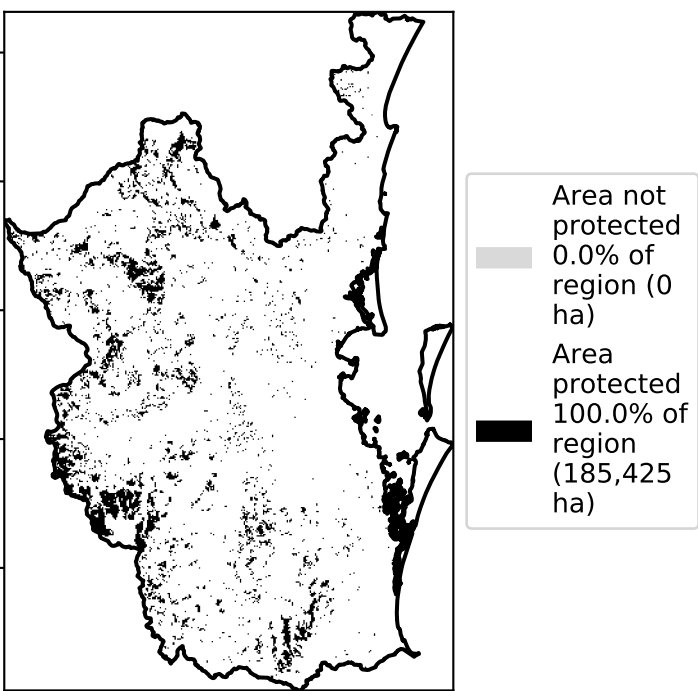 Area not
protected
0.0% of
region (0
ha)
Area
protected
100.0% of
region
(185,425
ha)